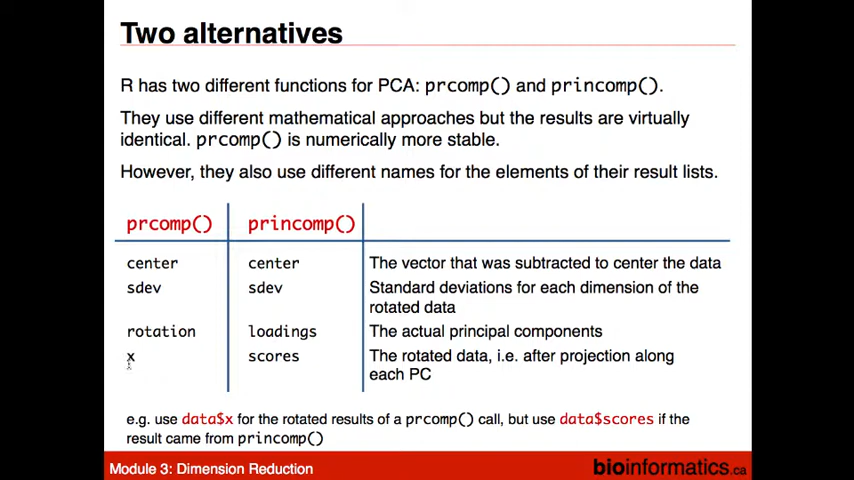 Two alternatives
R has two different functions for PCA: prcomp() and princomp().
They use different mathematical approaches but the results are virtually
identical. prcomp() is numerically more stable.
However, they also use different names for the elements of their result lists.
prcomp() princomp()
center center The vector that was subtracted to center the data
sdev sdev Standard deviations for each dimension of the
rotated data
rotation loadings The actual principal components
x scores The rotated data, i.e. after projection along
each PC
e.g. use data$x for the rotated results of a prcomp() call, but use data$scores if the
result came from princomp()
Module 3: Dimension Reduction bioinformatics.ca